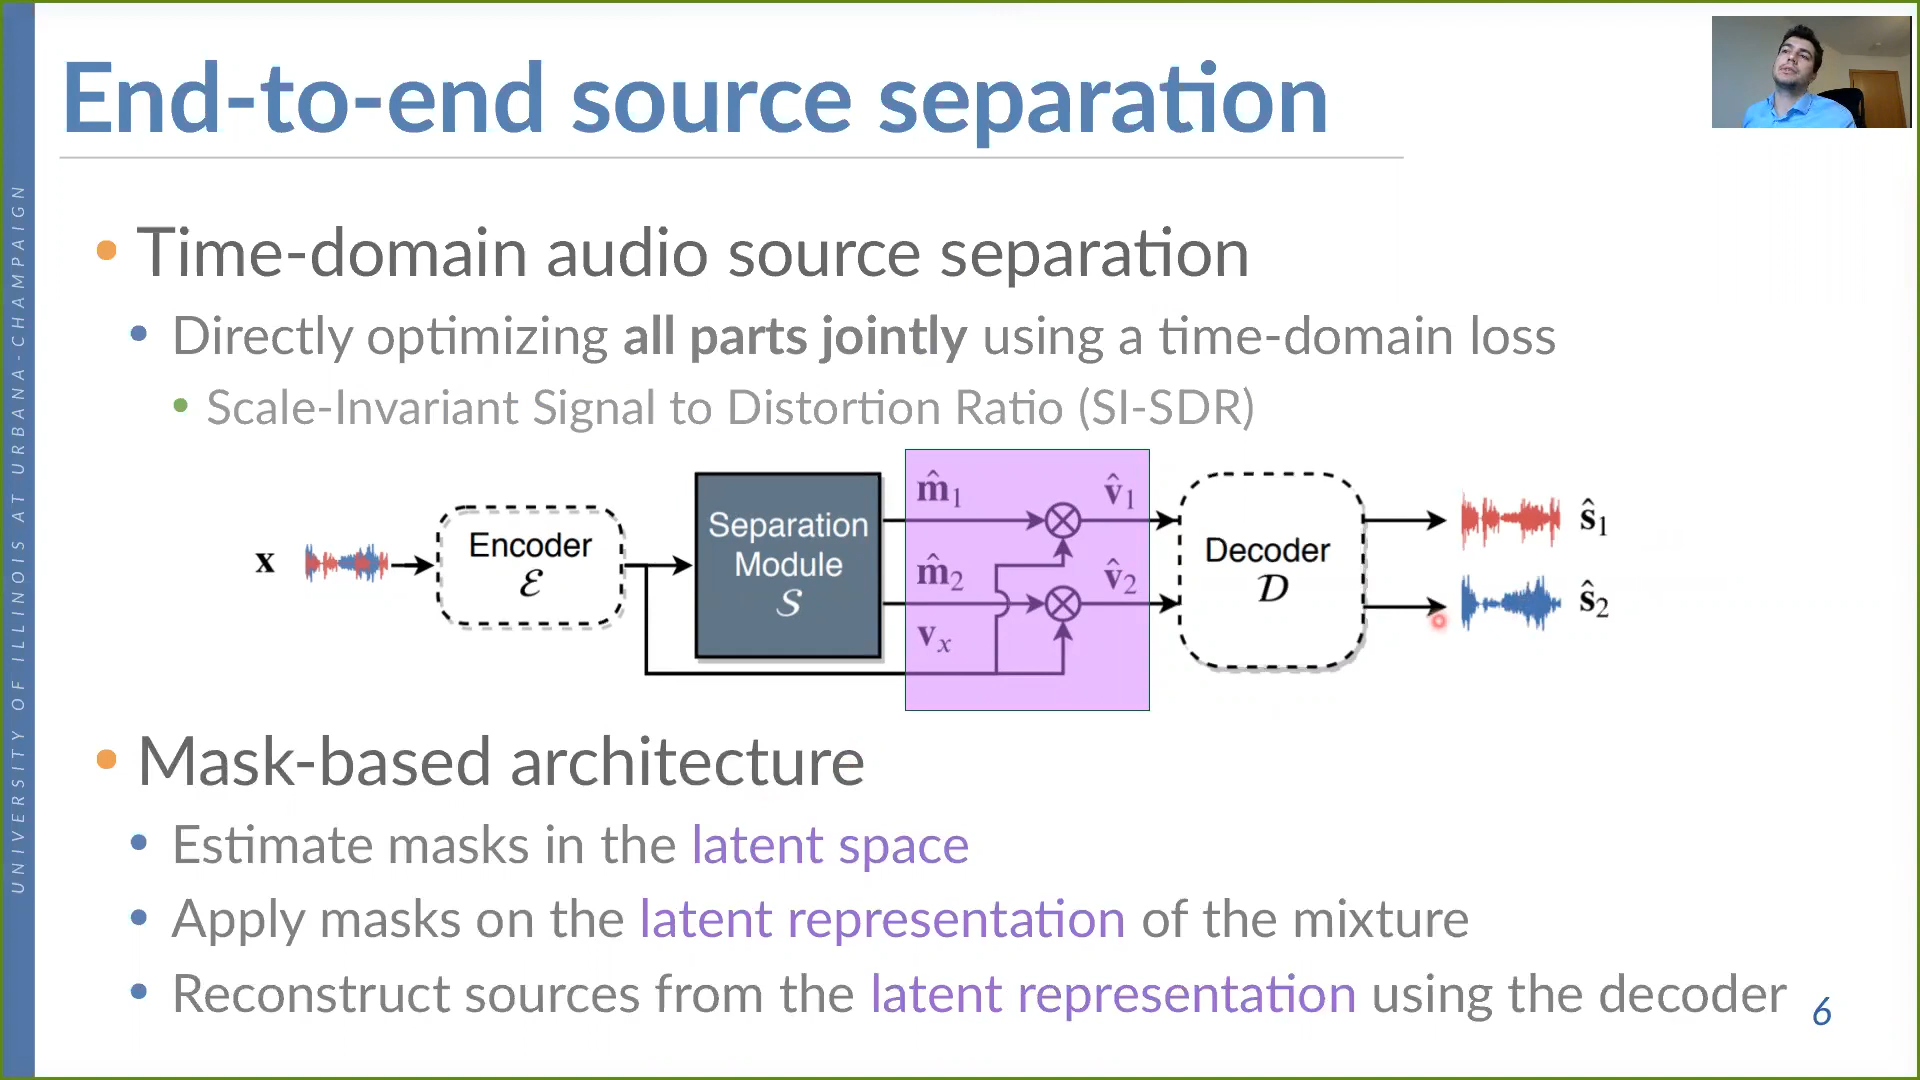 End-to-end source separation
UNIVERSITY OF ILLINOIS AT URBANA-CHAMPAIGN
• Time-domain audio source separation
• Directly optimizing all parts jointly using a time-domain loss
• Scale-Invariant Signal to Distortion Ratio (SI-SDR)
x
Encoder
ℰ
Separation
Module
𝒮
m̂₁
m̂₂
vₓ
v̂₁
v̂₂
Decoder
𝒟
ŝ₁
ŝ₂
• Mask-based architecture
• Estimate masks in the latent space
• Apply masks on the latent representation of the mixture
• Reconstruct sources from the latent representation using the decoder
6